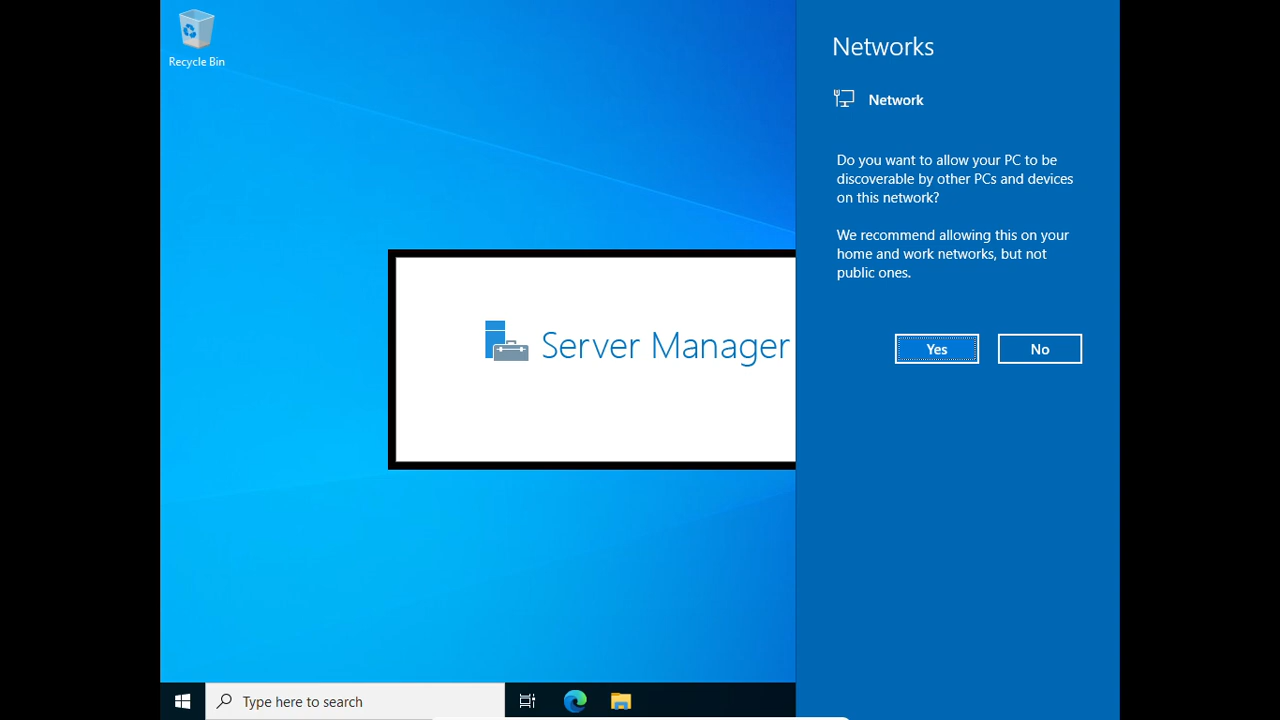 Recycle Bin
Networks
Network
Do you want to allow your PC to be
discoverable by other PCs and devices
on this network?
We recommend allowing this on your
home and work networks, but not
public ones.
Yes
No
Server Manager
Type here to search